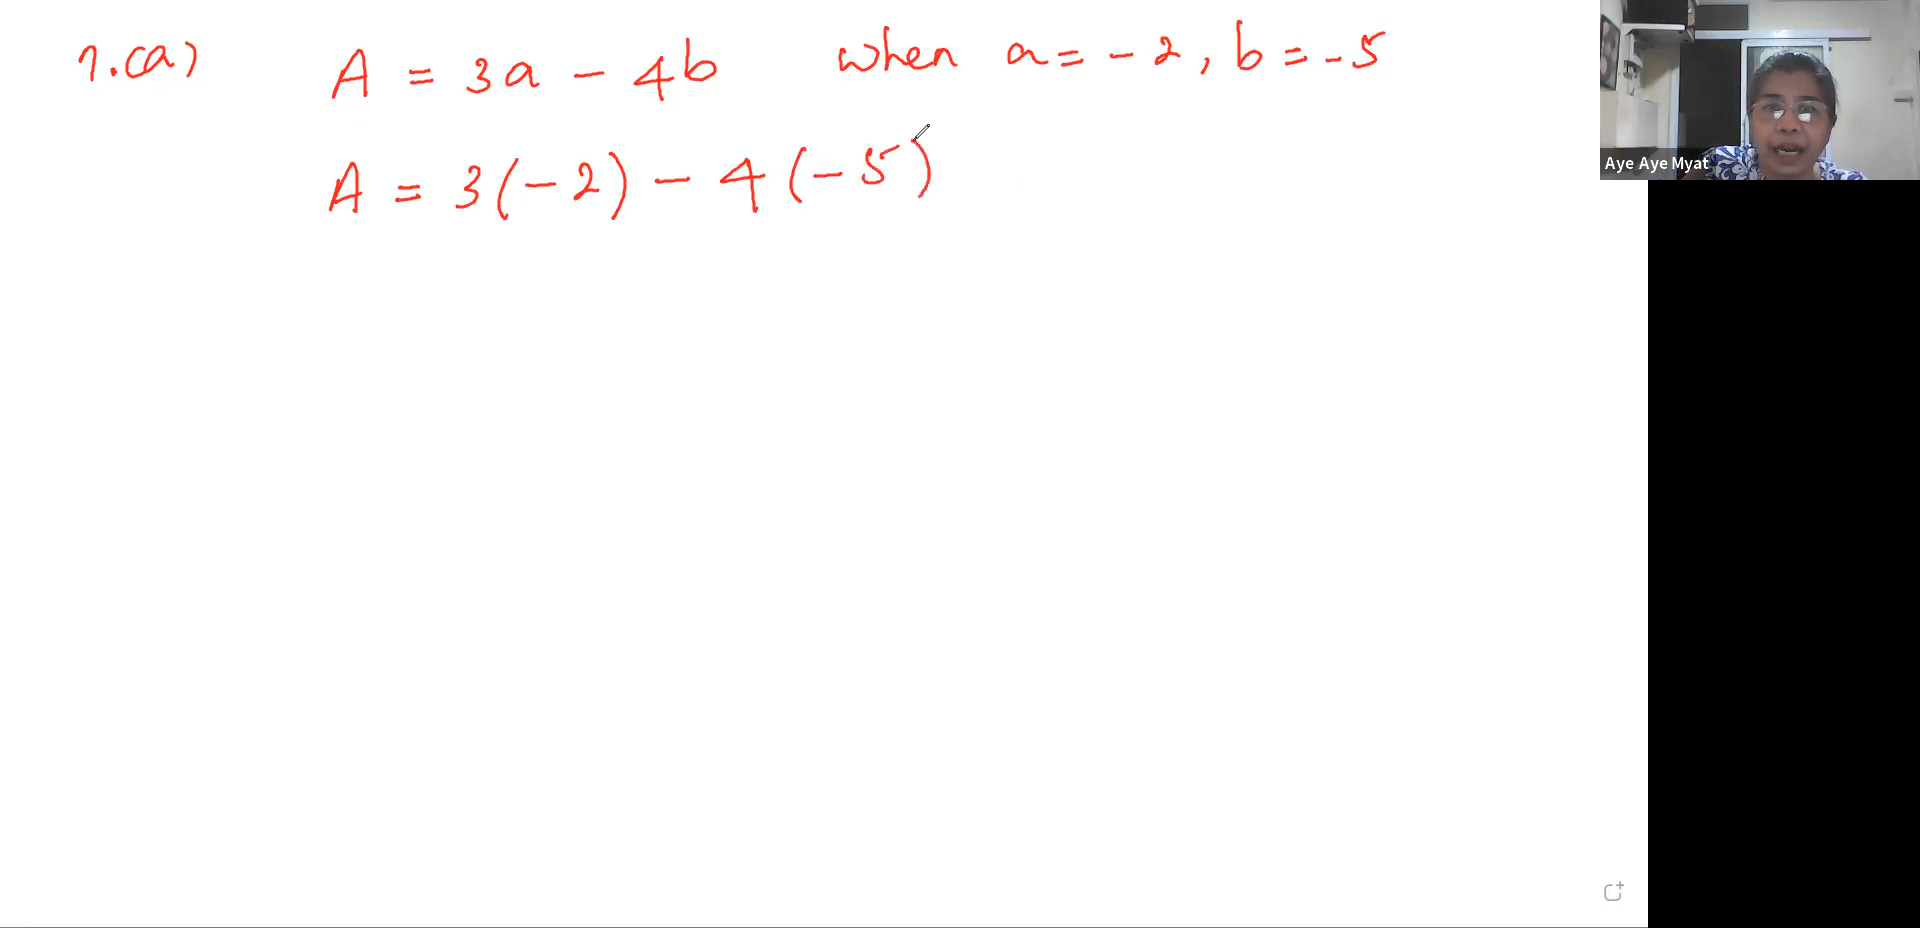 1.(a) A = 3a - 4b when a = -2, b = -5
A = 3(-2) - 4(-5)
Aye Aye Myat